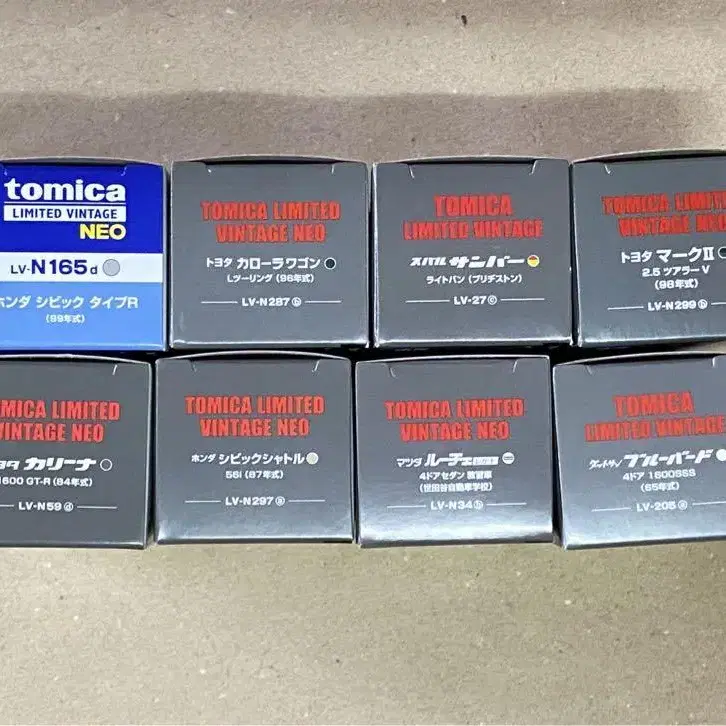 tomica
LIMITED VINTAGE
NEO
LV-N165d
ホンダ シビック タイプR
(99年式)
TOMICA LIMITED
VINTAGE NEO
トヨタ カローラワゴン
Lツーリング (96年式)
LV-N287 b
TOMICA
LIMITED VINTAGE
スバル サンバー
ライトバン (ブリヂストン)
LV-27 c
TOMICA LIMITED
VINTAGE NEO
トヨタ マークⅡ
2.5 ツアラーV
(98年式)
LV-N299 b
TOMICA LIMITED
VINTAGE NEO
ヨタ カリーナ
1600 GT-R (84年式)
LV-N59 d
TOMICA LIMITED
VINTAGE NEO
ホンダ シビックシャトル
56i (87年式)
LV-N297 a
TOMICA LIMITED
VINTAGE NEO
マツダ ルーチェ
4ドアセダン 教習車
(世田谷自動車学校)
LV-N34 b
TOMICA
LIMITED VINTAGE
ダットサン ブルーバード
4ドア 1600SSS
(65年式)
LV-205 a